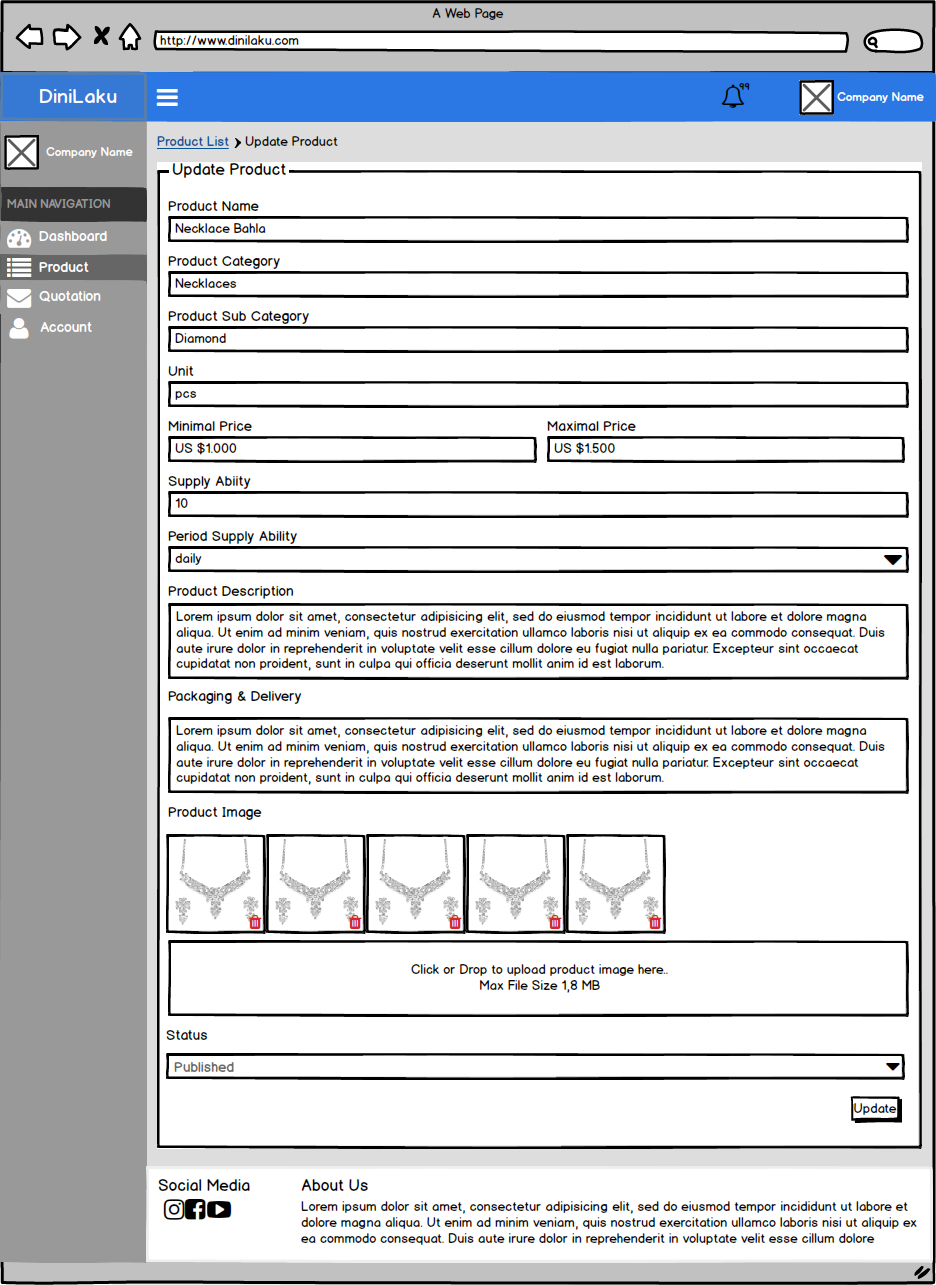 A Web Page
http://www.dinilaku.com
DiniLaku
99
Company Name
Company Name
MAIN NAVIGATION
Dashboard
Product
Quotation
Account
Product List Update Product
Update Product
Product Name
Necklace Bahla
Product Category
Necklaces
Product Sub Category
Diamond
Unit
pcs
Minimal Price Maximal Price
US $1.000 US $1.500
Supply Abiity
10
Period Supply Ability
daily
Product Description
Lorem ipsum dolor sit amet, consectetur adipisicing elit, sed do eiusmod tempor incididunt ut labore et dolore magna
aliqua. Ut enim ad minim veniam, quis nostrud exercitation ullamco laboris nisi ut aliquip ex ea commodo consequat. Duis
aute irure dolor in reprehenderit in voluptate velit esse cillum dolore eu fugiat nulla pariatur. Excepteur sint occaecat
cupidatat non proident, sunt in culpa qui officia deserunt mollit anim id est laborum.
Packaging & Delivery
Lorem ipsum dolor sit amet, consectetur adipisicing elit, sed do eiusmod tempor incididunt ut labore et dolore magna
aliqua. Ut enim ad minim veniam, quis nostrud exercitation ullamco laboris nisi ut aliquip ex ea commodo consequat. Duis
aute irure dolor in reprehenderit in voluptate velit esse cillum dolore eu fugiat nulla pariatur. Excepteur sint occaecat
cupidatat non proident, sunt in culpa qui officia deserunt mollit anim id est laborum.
Product Image
Click or Drop to upload product image here..
Max File Size 1,8 MB
Status
Published
Update
Social Media
About Us
Lorem ipsum dolor sit amet, consectetur adipisicing elit, sed do eiusmod tempor incididunt ut labore et
dolore magna aliqua. Ut enim ad minim veniam, quis nostrud exercitation ullamco laboris nisi ut aliquip ex
ea commodo consequat. Duis aute irure dolor in reprehenderit in voluptate velit esse cillum dolore